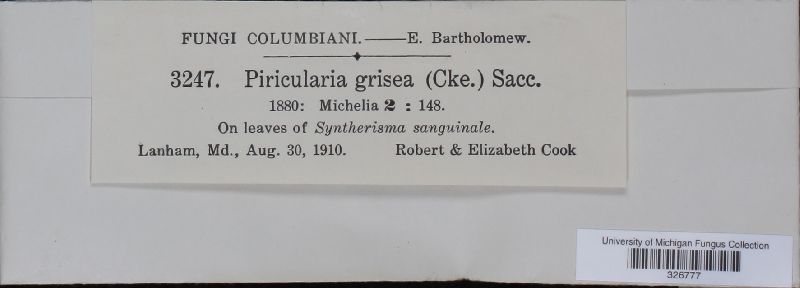 FUNGI COLUMBIANI.——E. Bartholomew.
3247. Piricularia grisea (Cke.) Sacc.
1880: Michelia 2 : 148.
On leaves of Syntherisma sanguinale.
Lanham, Md., Aug. 30, 1910. Robert & Elizabeth Cook
University of Michigan Fungus Collection
326777